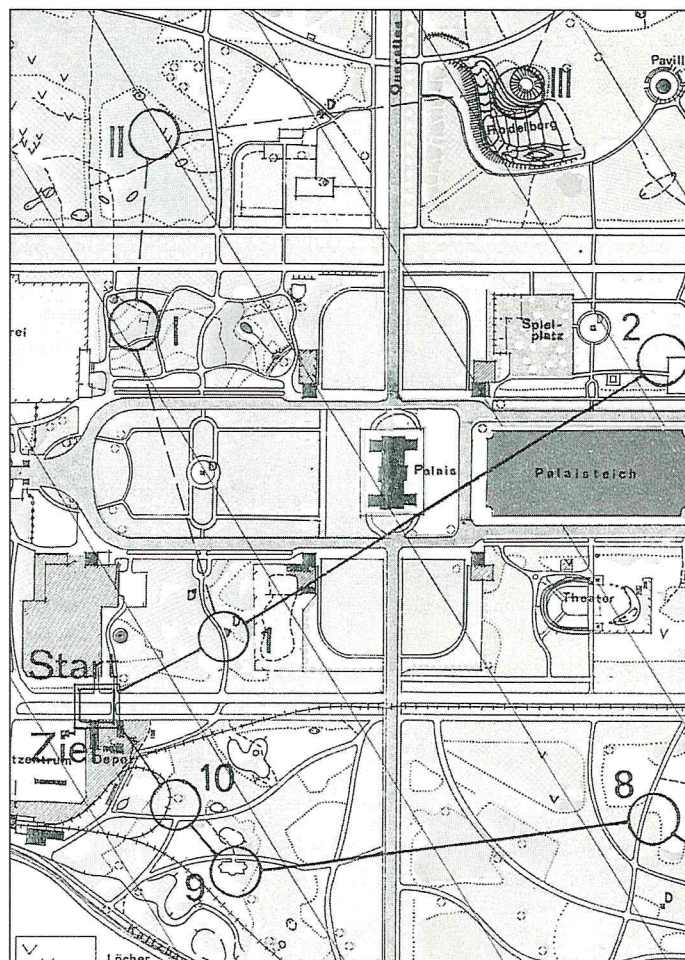 Querallee
III
Pavill
D
Rodelberg
II
I
Spiel-
platz
2
rei
Palais
Palaisteich
D
Theater
D
1
Start
Ziel
tzentrum Depot
10
8
9
D
Löcher